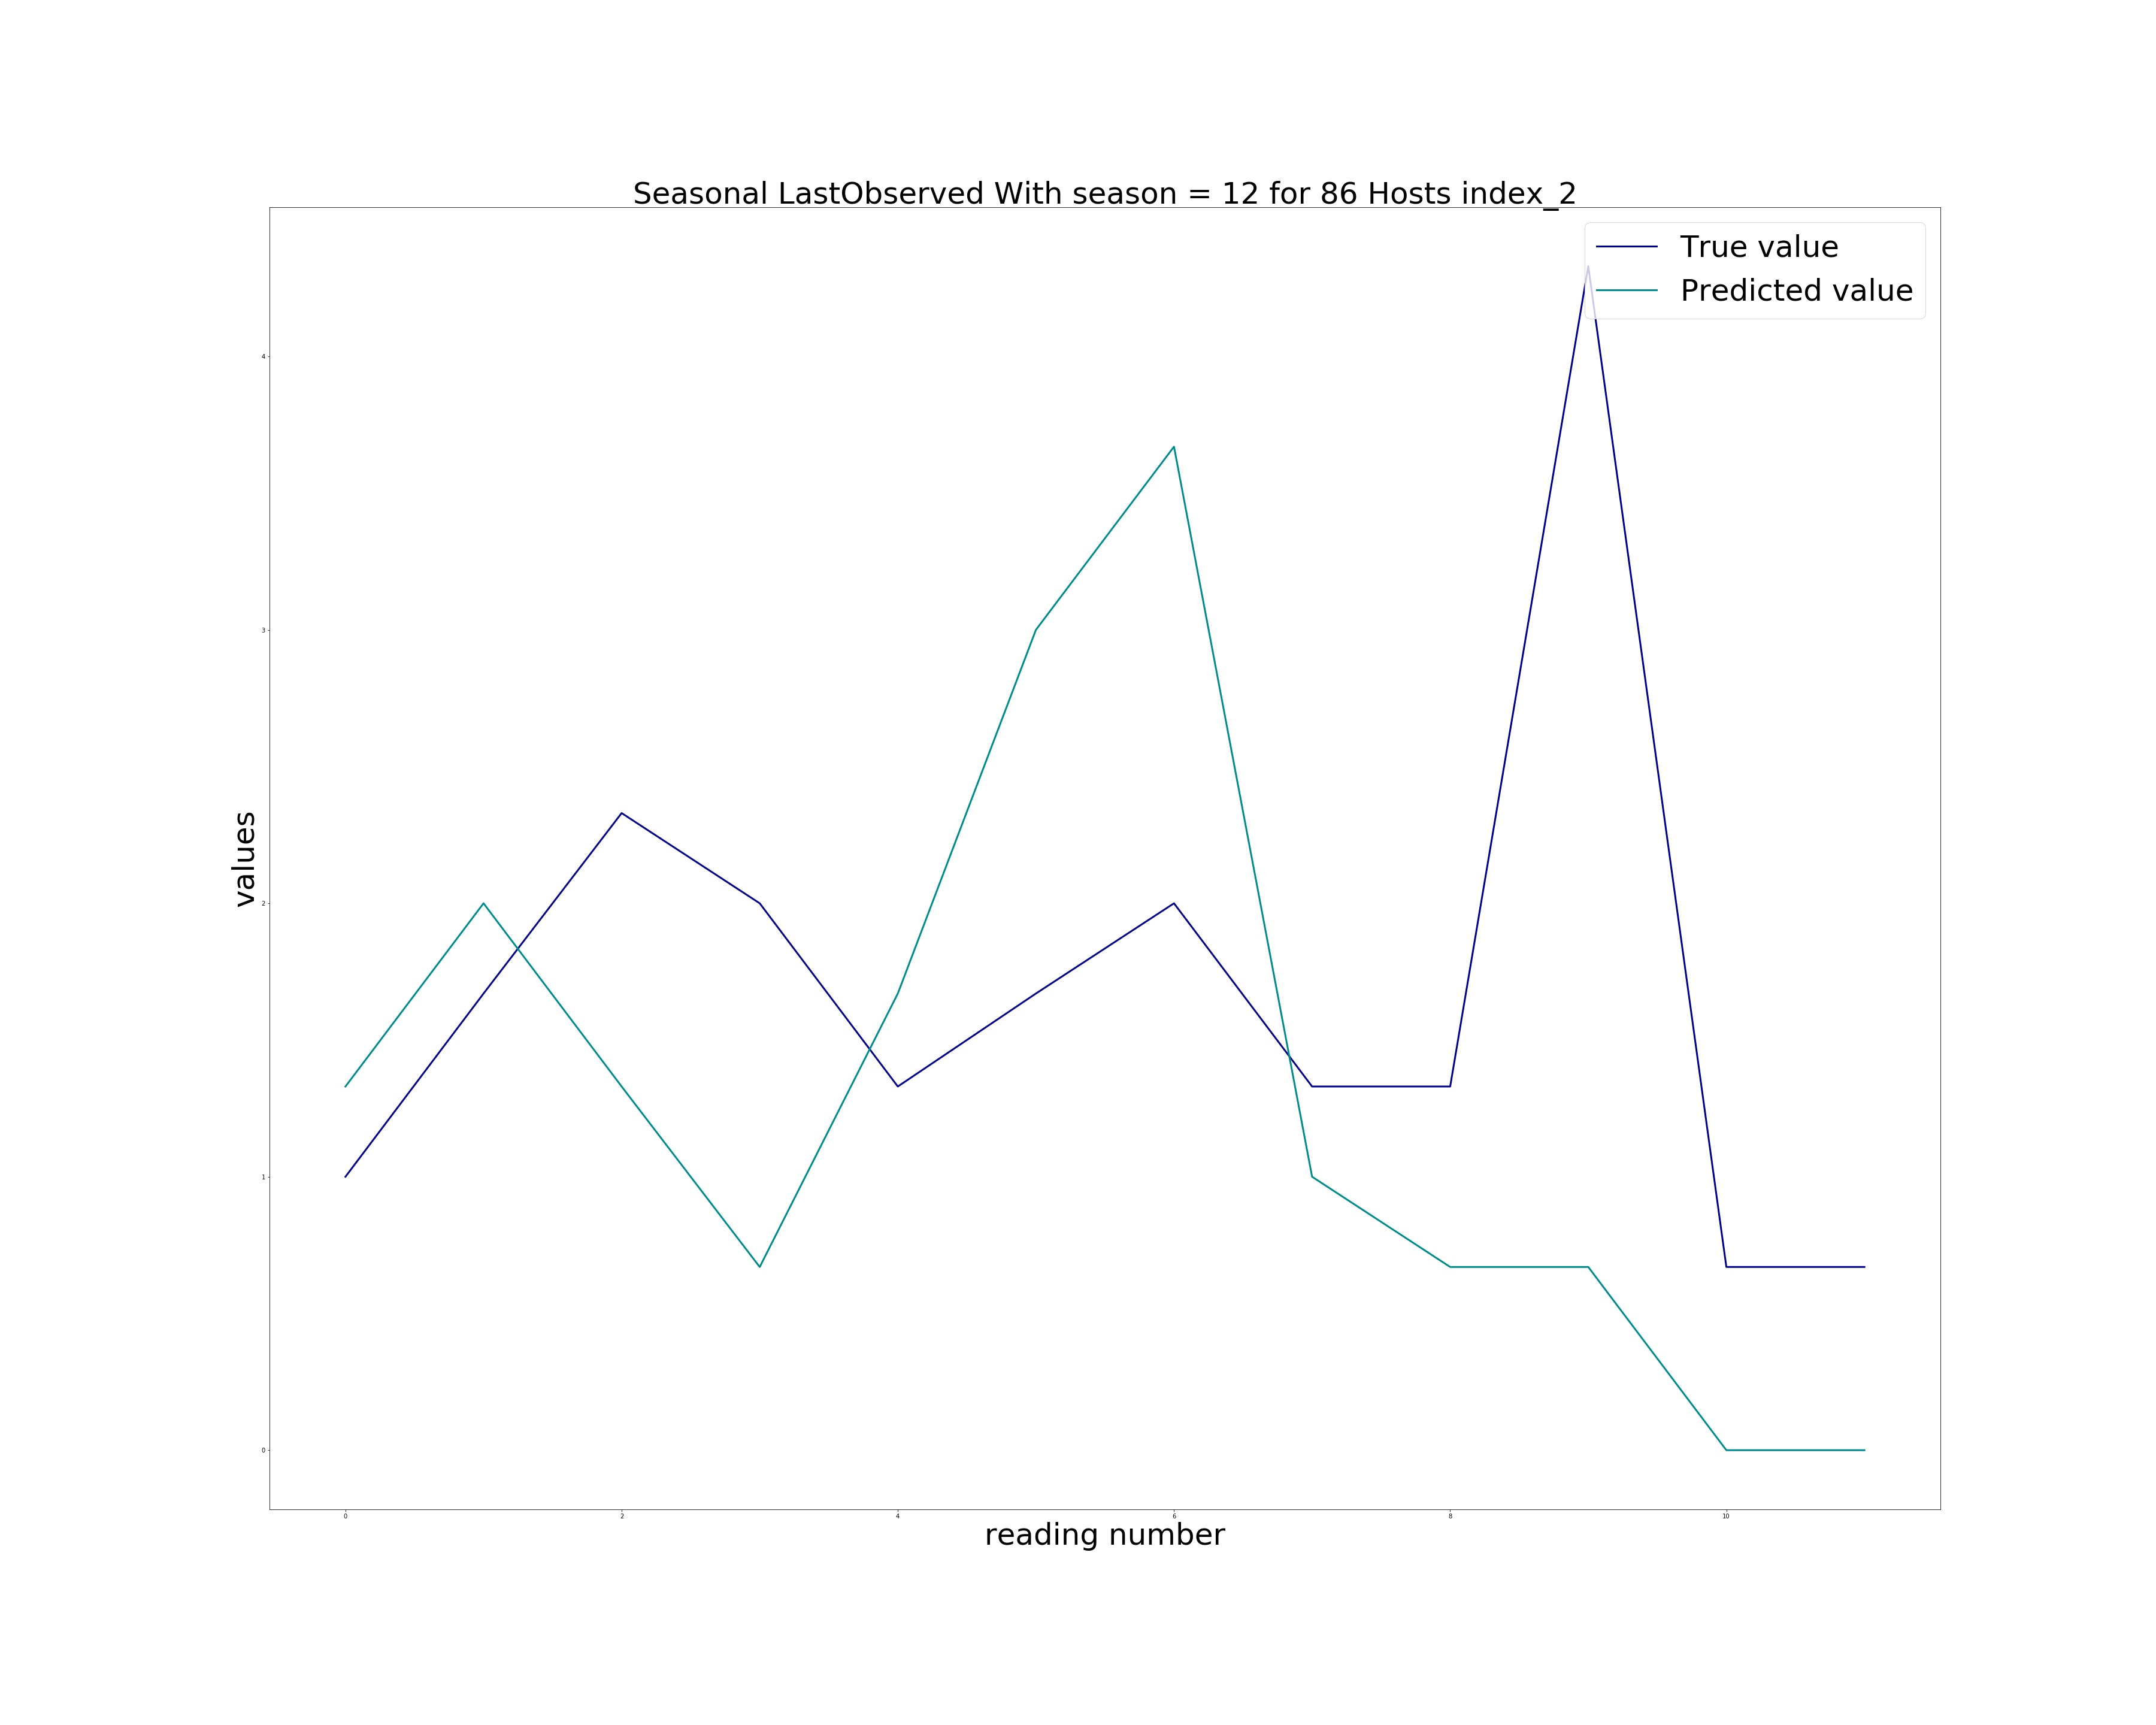 Seasonal LastObserved With season = 12 for 86 Hosts index_2
True value
Predicted value
4
3
2
1
0
values
0 2 4 6 8 10
reading number